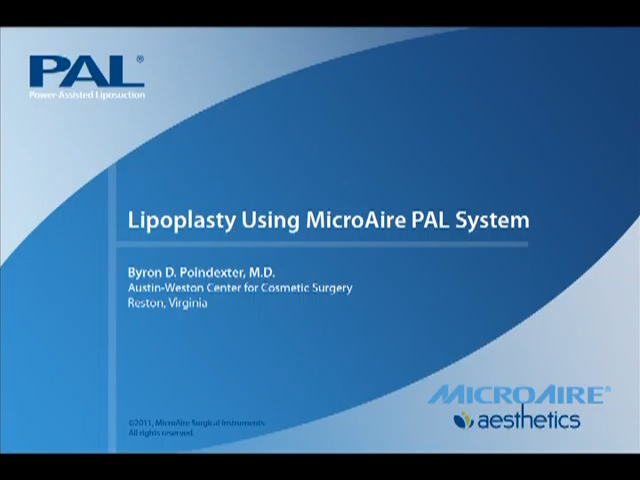 PAL®
Power-Assisted Liposuction
Lipoplasty Using MicroAire PAL System
Byron D. Poindexter, M.D.
Austin-Weston Center for Cosmetic Surgery
Reston, Virginia
MICROAIRE®
aesthetics
©2011, MicroAire Surgical Instruments.
All rights reserved.